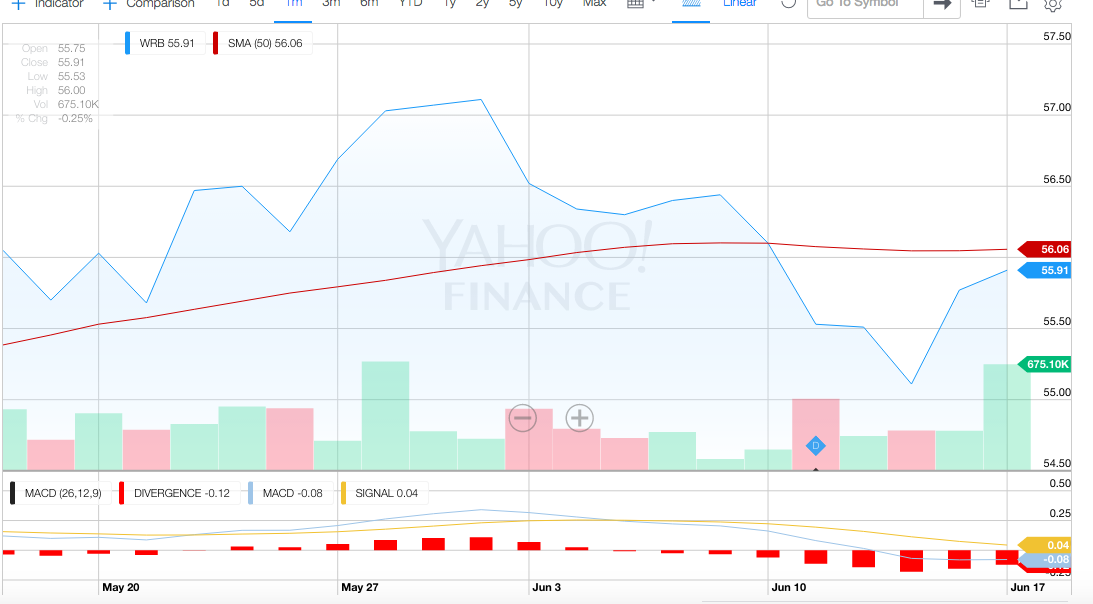 Indicator Comparison 1d 5d 1m 3m 6m YTD 1y 2y 5y 10y Max Linear Go To Symbol
WRB 55.91 SMA (50) 56.06
Open 55.75
Close 55.91
Low 55.53
High 56.00
Vol 675.10K
% Chg -0.25%
57.50
57.00
56.50
56.06
55.91
55.50
675.10K
55.00
54.50
YAHOO!
FINANCE
D
MACD (26,12,9) DIVERGENCE -0.12 MACD -0.08 SIGNAL 0.04
0.50
0.25
0.04
-0.08
-0.25
May 20 May 27 Jun 3 Jun 10 Jun 17